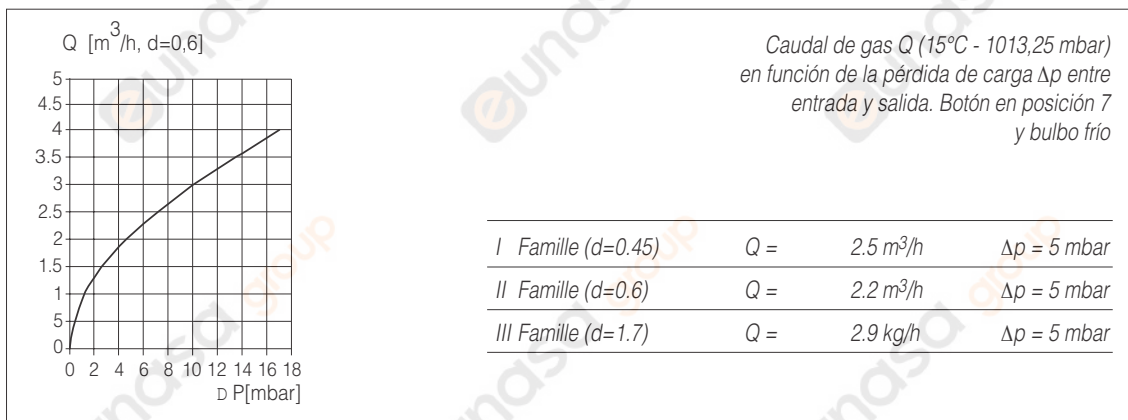 Q [m³/h, d=0,6]
5
4.5
4
3.5
3
2.5
2
1.5
1
5
0
0 2 4 6 8 10 12 14 16 18
D P[mbar]
Caudal de gas Q (15°C - 1013,25 mbar)
en función de la pérdida de carga Δp entre
entrada y salida. Botón en posición 7
y bulbo frío
I Famille (d=0.45) Q = 2.5 m³/h Δp = 5 mbar
II Famille (d=0.6) Q = 2.2 m³/h Δp = 5 mbar
III Famille (d=1.7) Q = 2.9 kg/h Δp = 5 mbar
eunasa group